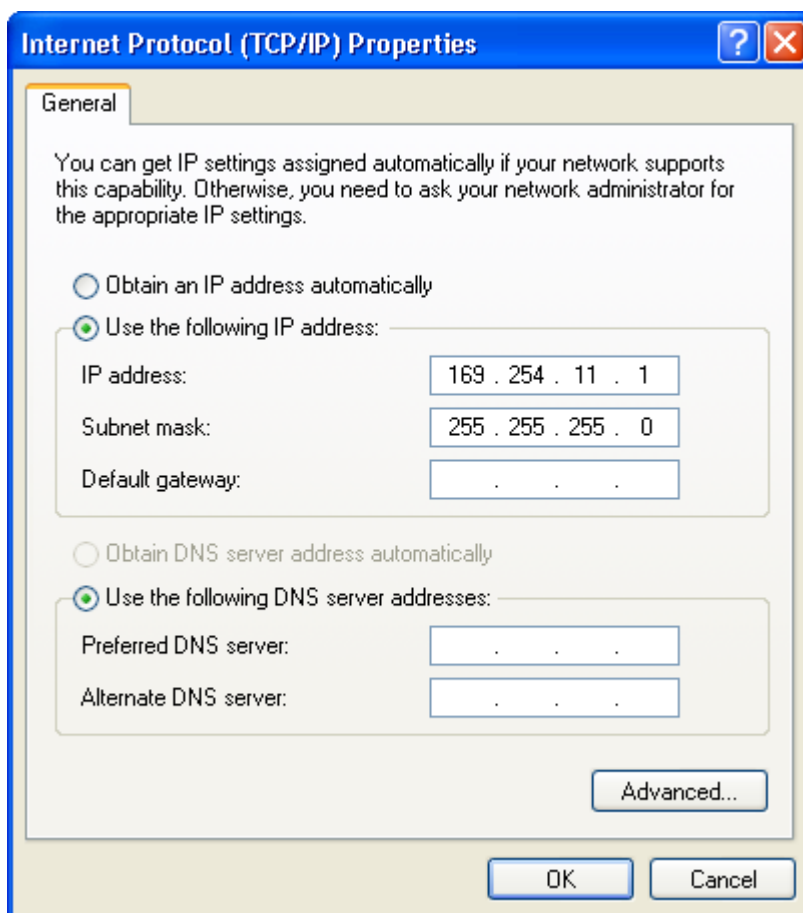 Internet Protocol (TCP/IP) Properties
General
You can get IP settings assigned automatically if your network supports
this capability. Otherwise, you need to ask your network administrator for
the appropriate IP settings.
Obtain an IP address automatically
Use the following IP address:
IP address: 169 . 254 . 11 . 1
Subnet mask: 255 . 255 . 255 . 0
Default gateway: . . .
Obtain DNS server address automatically
Use the following DNS server addresses:
Preferred DNS server: . . .
Alternate DNS server: . . .
Advanced...
OK Cancel